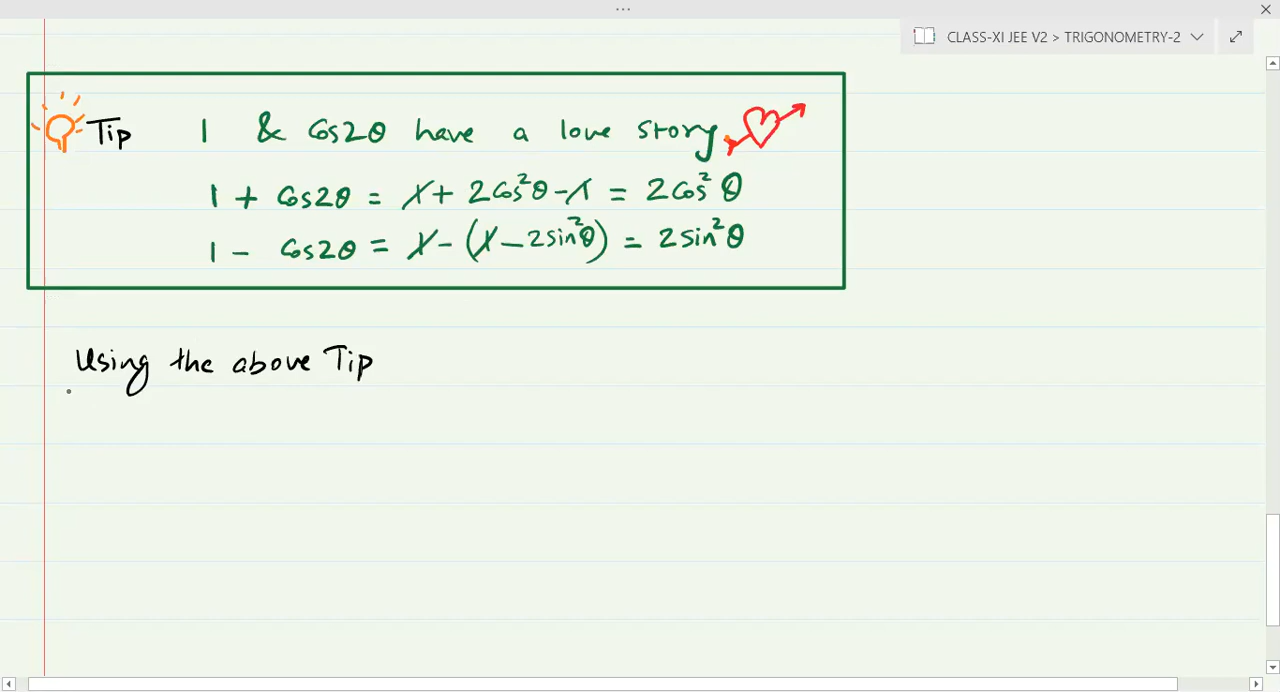 ...
CLASS-XI JEE V2 > TRIGONOMETRY-2
Tip 1 & Cos2θ have a love story
1 + Cos2θ = 1 + 2Cos²θ - 1 = 2Cos²θ
1 - Cos2θ = 1 - (1 - 2sin²θ) = 2sin²θ
Using the above Tip